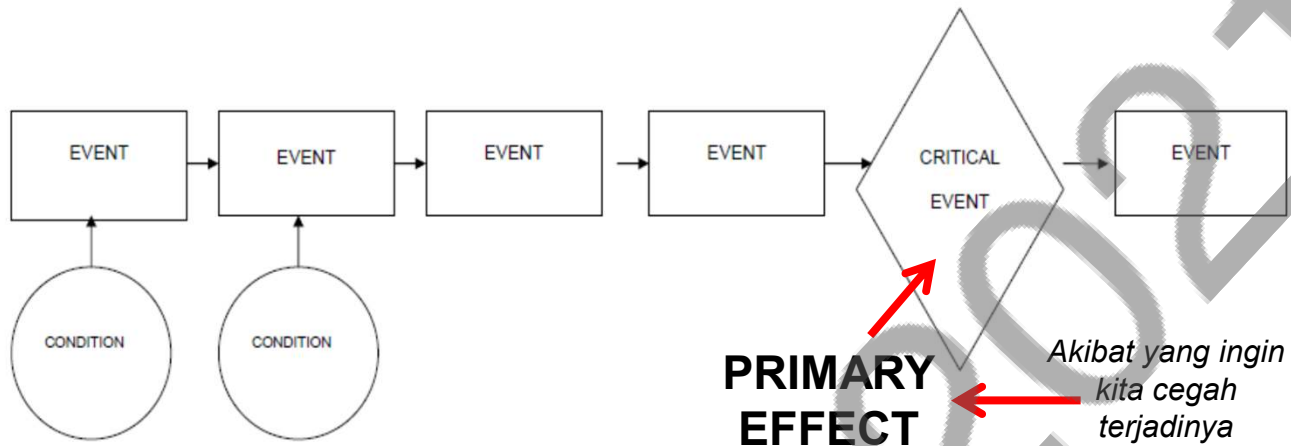 EVENT
EVENT
EVENT
EVENT
CRITICAL
EVENT
EVENT
CONDITION
CONDITION
PRIMARY
EFFECT
Akibat yang ingin
kita cegah
terjadinya